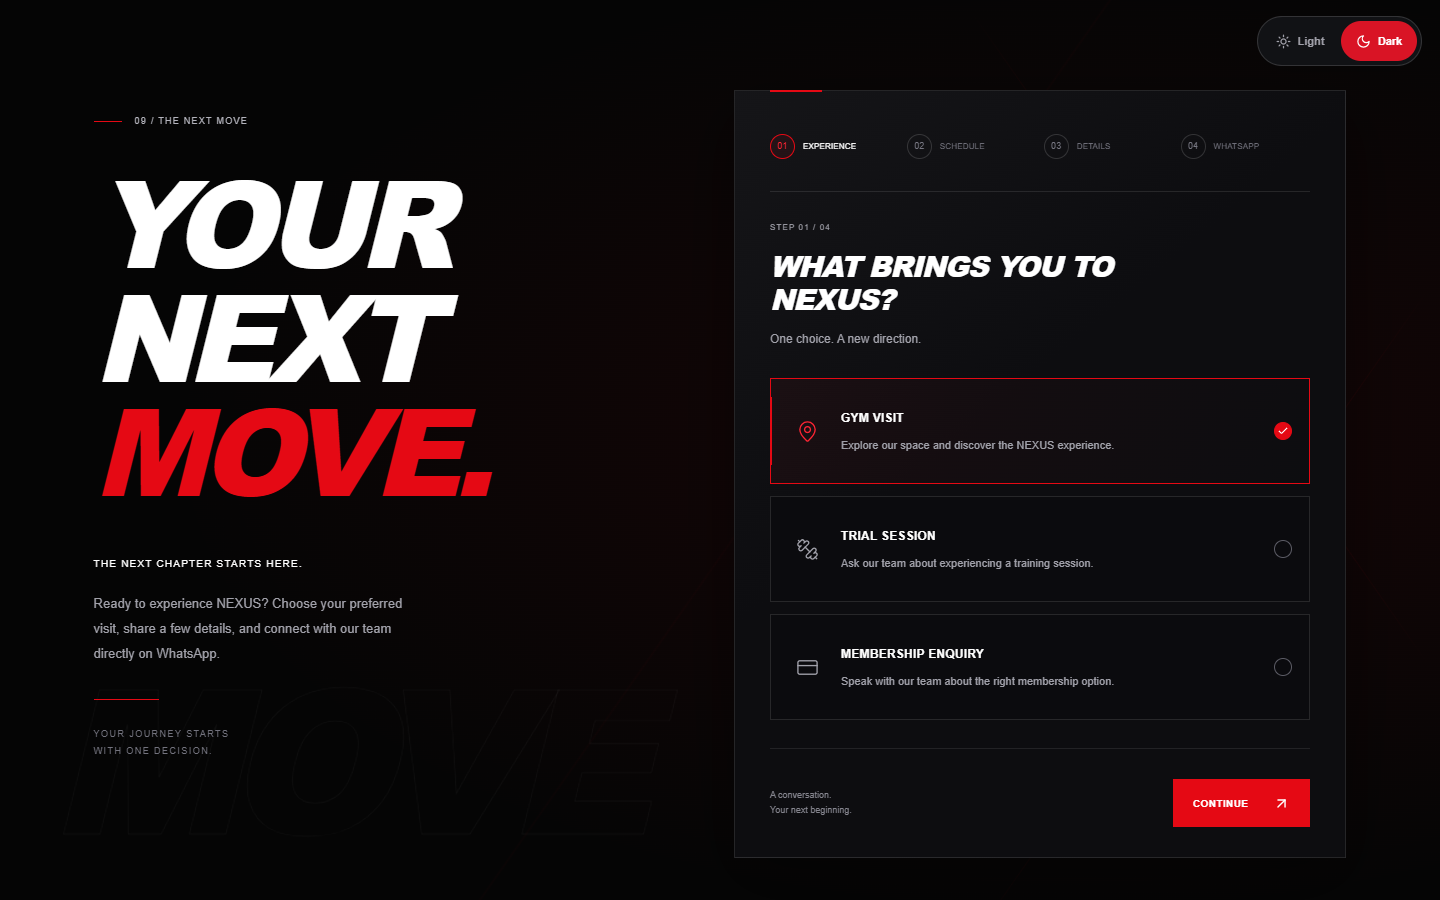 Light
Dark
09 / THE NEXT MOVE
YOUR
NEXT
MOVE.
THE NEXT CHAPTER STARTS HERE.
Ready to experience NEXUS? Choose your preferred
visit, share a few details, and connect with our team
directly on WhatsApp.
MOVE
YOUR JOURNEY STARTS
WITH ONE DECISION.
01 EXPERIENCE
02 SCHEDULE
03 DETAILS
04 WHATSAPP
STEP 01 / 04
WHAT BRINGS YOU TO
NEXUS?
One choice. A new direction.
GYM VISIT
Explore our space and discover the NEXUS experience.
TRIAL SESSION
Ask our team about experiencing a training session.
MEMBERSHIP ENQUIRY
Speak with our team about the right membership option.
A conversation.
Your next beginning.
CONTINUE